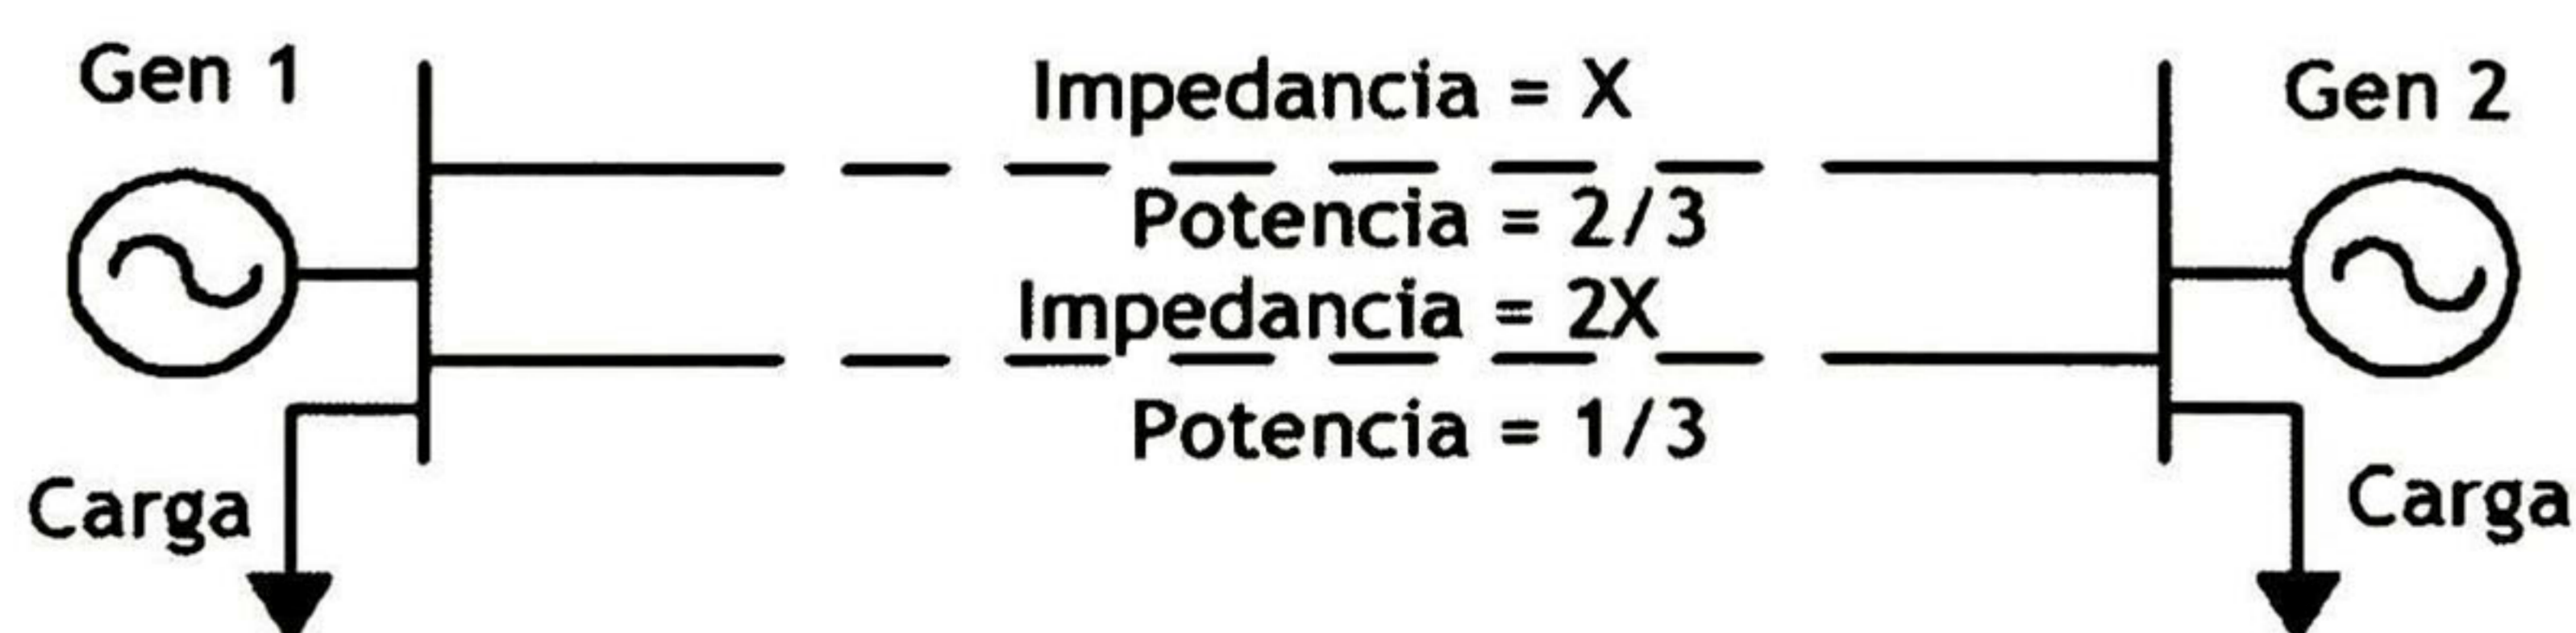 Gen 1
Impedancia = X
Gen 2
Potencia = 2/3
Impedancia = 2X
Potencia = 1/3
Carga
Carga